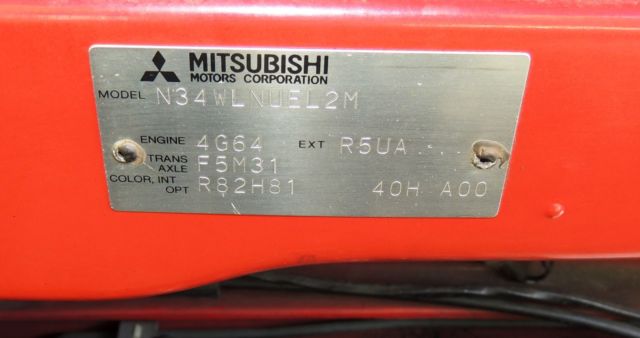 MITSUBISHI
MOTORS CORPORATION
MODEL N34WLNUEL2M
ENGINE 4G64 EXT R5UA
TRANS AXLE F5M31
COLOR, INT OPT R82H81 40H A00